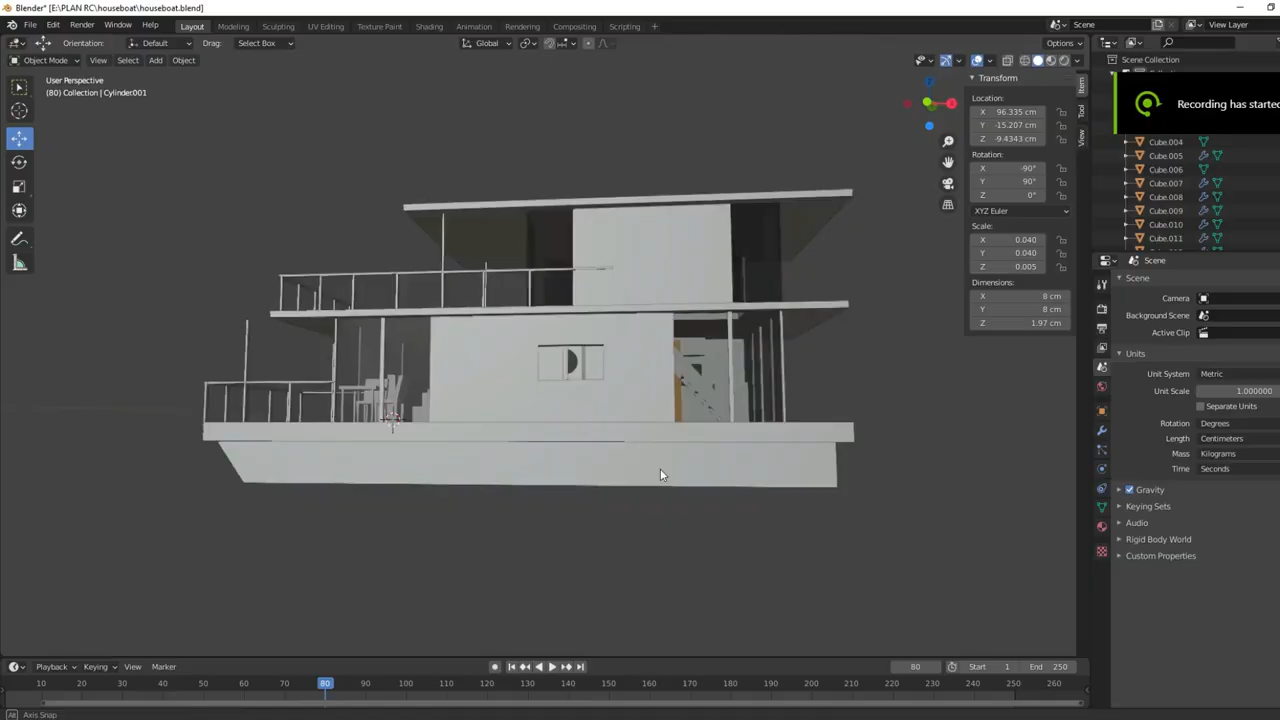 Blender* [E:\PLAN RC\houseboat\houseboat.blend]
File Edit Render Window Help Layout Modeling Sculpting UV Editing Texture Paint Shading Animation Rendering Compositing Scripting + Scene View Layer
Orientation: Default Drag: Select Box Global Options
Object Mode View Select Add Object
User Perspective
(80) Collection | Cylinder.001
Transform
Location:
X 96.335 cm
Y -15.207 cm
Z -9.4343 cm
Rotation:
X -90°
Y 90°
Z 0°
XYZ Euler
Scale:
X 0.040
Y 0.040
Z 0.005
Dimensions:
X 8 cm
Y 8 cm
Z 1.97 cm
Item
Tool
View
Scene Collection
Recording has started
Cube.004
Cube.005
Cube.006
Cube.007
Cube.008
Cube.009
Cube.010
Cube.011
Scene
Scene
Camera
Background Scene
Active Clip
Units
Unit System Metric
Unit Scale 1.000000
Separate Units
Rotation Degrees
Length Centimeters
Mass Kilograms
Time Seconds
Gravity
Keying Sets
Audio
Rigid Body World
Custom Properties
Playback Keying View Marker 80 Start 1 End 250
10 20 30 40 50 60 70 80 90 100 110 120 130 140 150 160 170 180 190 200 210 220 230 240 250 260
Alt Axis Snap